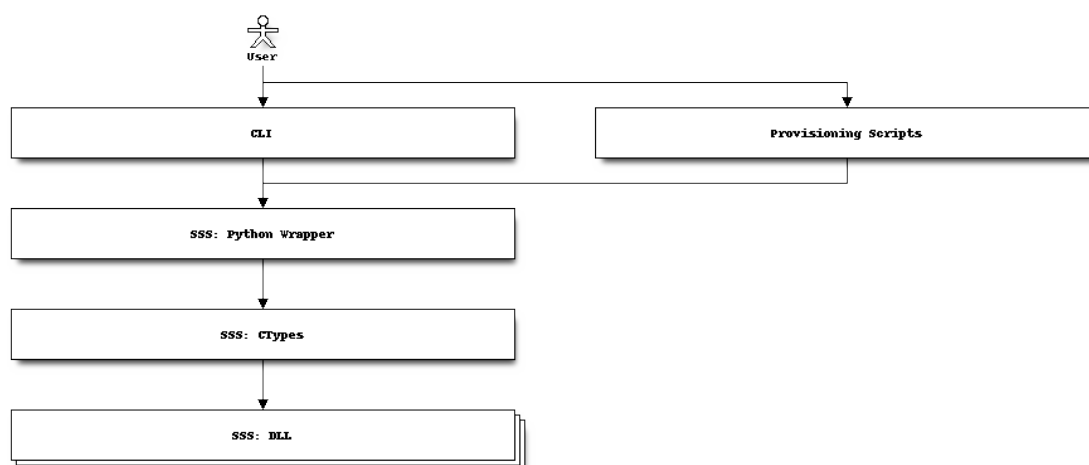 User
CLI
Provisioning Scripts
SSS: Python Wrapper
SSS: CTypes
SSS: DLL